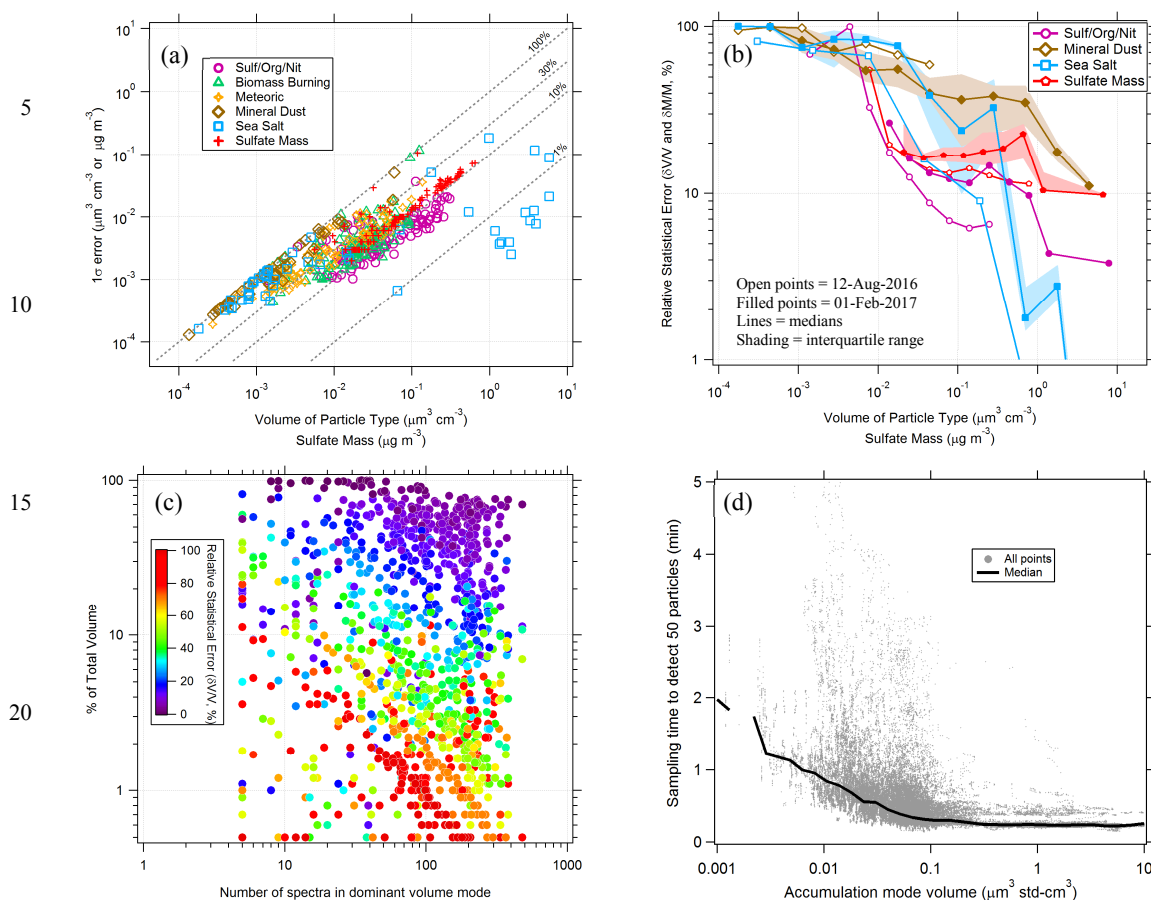 (a)
10¹
10⁰
10⁻¹
10⁻²
10⁻³
10⁻⁴
1σ error (μm³ cm⁻³ or μg m⁻³)
Sulf/Org/Nit
Biomass Burning
Meteoric
Mineral Dust
Sea Salt
Sulfate Mass
100%
30%
10%
1%
10⁻⁴ 10⁻³ 10⁻² 10⁻¹ 10⁰ 10¹
Volume of Particle Type (μm³ cm⁻³)
Sulfate Mass (μg m⁻³)
(b)
100
10
1
Relative Statistical Error (δV/V and δM/M, %)
Sulf/Org/Nit
Mineral Dust
Sea Salt
Sulfate Mass
Open points = 12-Aug-2016
Filled points = 01-Feb-2017
Lines = medians
Shading = interquartile range
10⁻⁴ 10⁻³ 10⁻² 10⁻¹ 10⁰ 10¹
Volume of Particle Type (μm³ cm⁻³)
Sulfate Mass (μg m⁻³)
5
10
15
20
(c)
100
10
1
% of Total Volume
100
80
60
40
20
0
Relative Statistical Error (δV/V, %)
1 10 100 1000
Number of spectra in dominant volume mode
(d)
5
4
3
2
1
0
Sampling time to detect 50 particles (min)
All points
Median
0.001 0.01 0.1 1 10
Accumulation mode volume (μm³ std-cm³)